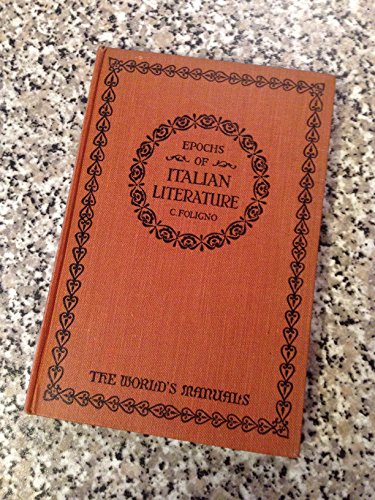 EPOCHS
OF
ITALIAN
LITERATURE
C. FOLIGNO
THE WORLD'S MANUALS